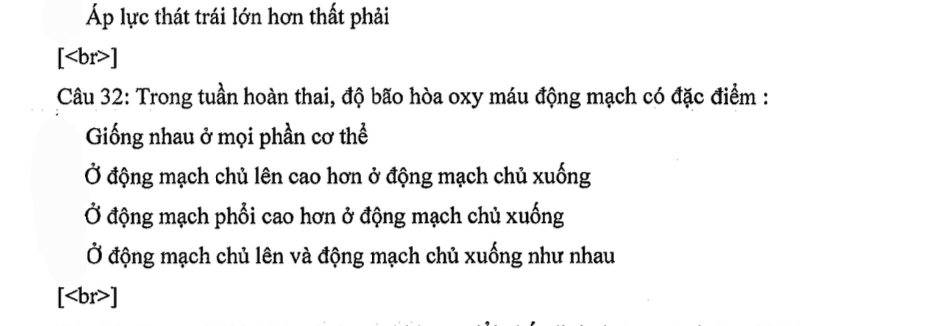 Áp lực thát trái lớn hơn thất phải
[<br>]
Câu 32: Trong tuần hoàn thai, độ bão hòa oxy máu động mạch có đặc điểm :
Giống nhau ở mọi phần cơ thể
Ở động mạch chủ lên cao hơn ở động mạch chủ xuống
Ở động mạch phổi cao hơn ở động mạch chủ xuống
Ở động mạch chủ lên và động mạch chủ xuống như nhau
[<br>]